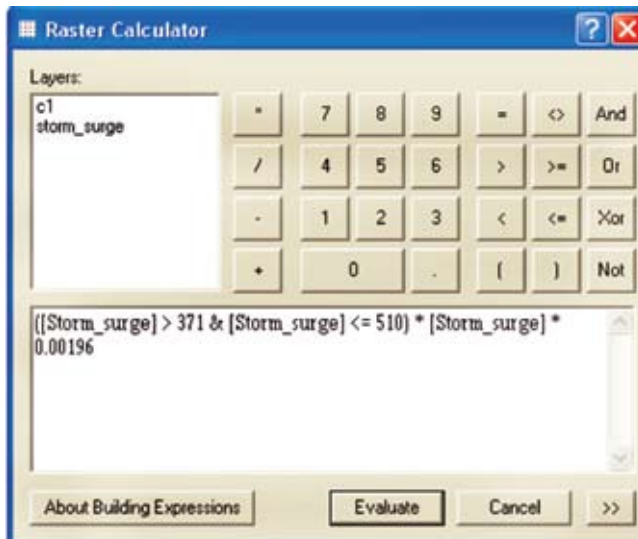 Raster Calculator
Layers:
c1
storm_surge
* 7 8 9 = <> And
/ 4 5 6 > >= Or
- 1 2 3 < <= Xor
+ 0 . ( ) Not
([Storm_surge] > 371 & [Storm_surge] <= 510) * [Storm_surge] *
0.00196
About Building Expressions Evaluate Cancel >>